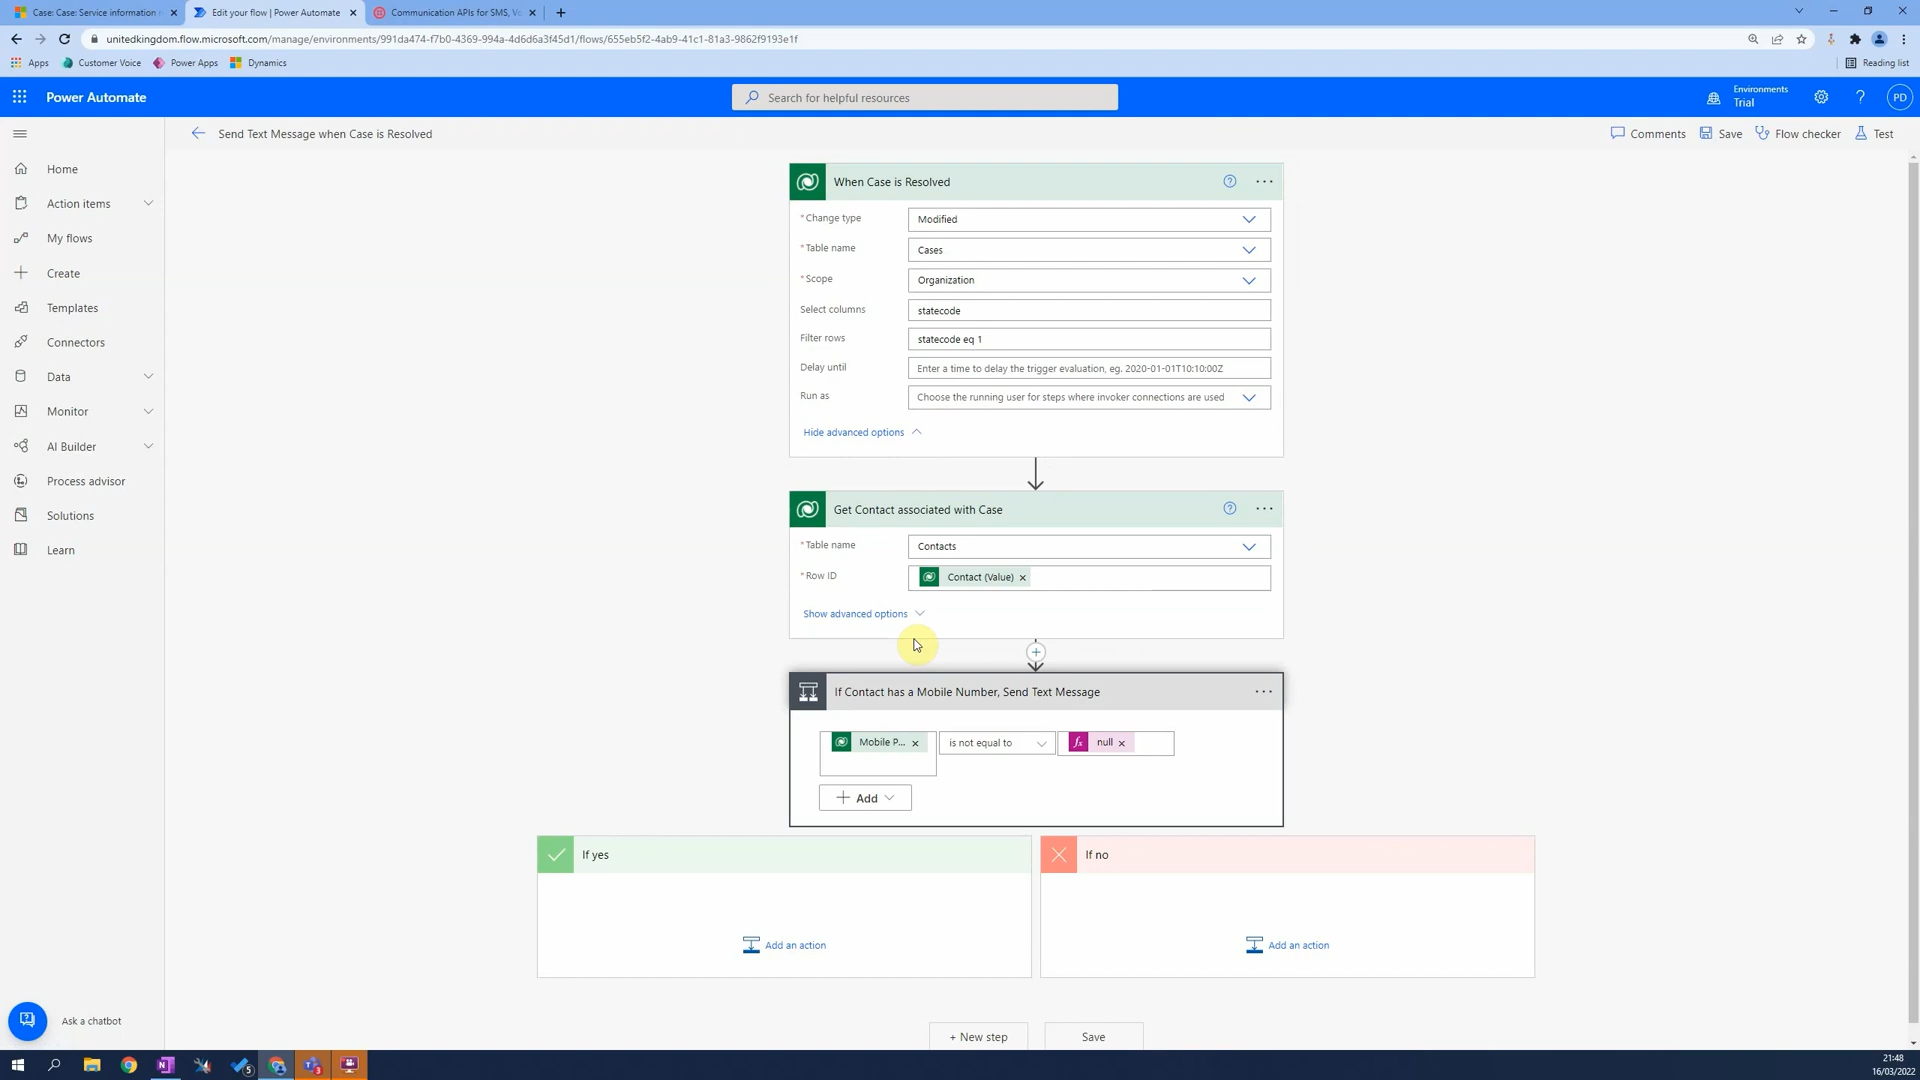 Case: Case: Service information
Edit your flow | Power Automate
Communication APIs for SMS, Vo
unitedkingdom.flow.microsoft.com/manage/environments/991da474-f7b0-4369-994a-4d6d6a3f45d1/flows/655eb5f2-4ab9-41c1-81a3-9862f9193e1f
Apps
Customer Voice
Power Apps
Dynamics
Reading list
Power Automate
Search for helpful resources
Environments
Trial
PD
Send Text Message when Case is Resolved
Comments
Save
Flow checker
Test
Home
Action items
My flows
Create
Templates
Connectors
Data
Monitor
AI Builder
Process advisor
Solutions
Learn
Ask a chatbot
When Case is Resolved
* Change type
Modified
* Table name
Cases
* Scope
Organization
Select columns
statecode
Filter rows
statecode eq 1
Delay until
Enter a time to delay the trigger evaluation, eg. 2020-01-01T10:10:00Z
Run as
Choose the running user for steps where invoker connections are used
Hide advanced options
Get Contact associated with Case
* Table name
Contacts
* Row ID
Contact (Value)
Show advanced options
If Contact has a Mobile Number, Send Text Message
Mobile P...
is not equal to
fx null
Add
If yes
Add an action
If no
Add an action
+ New step
Save
5
3
21:48
16/03/2022